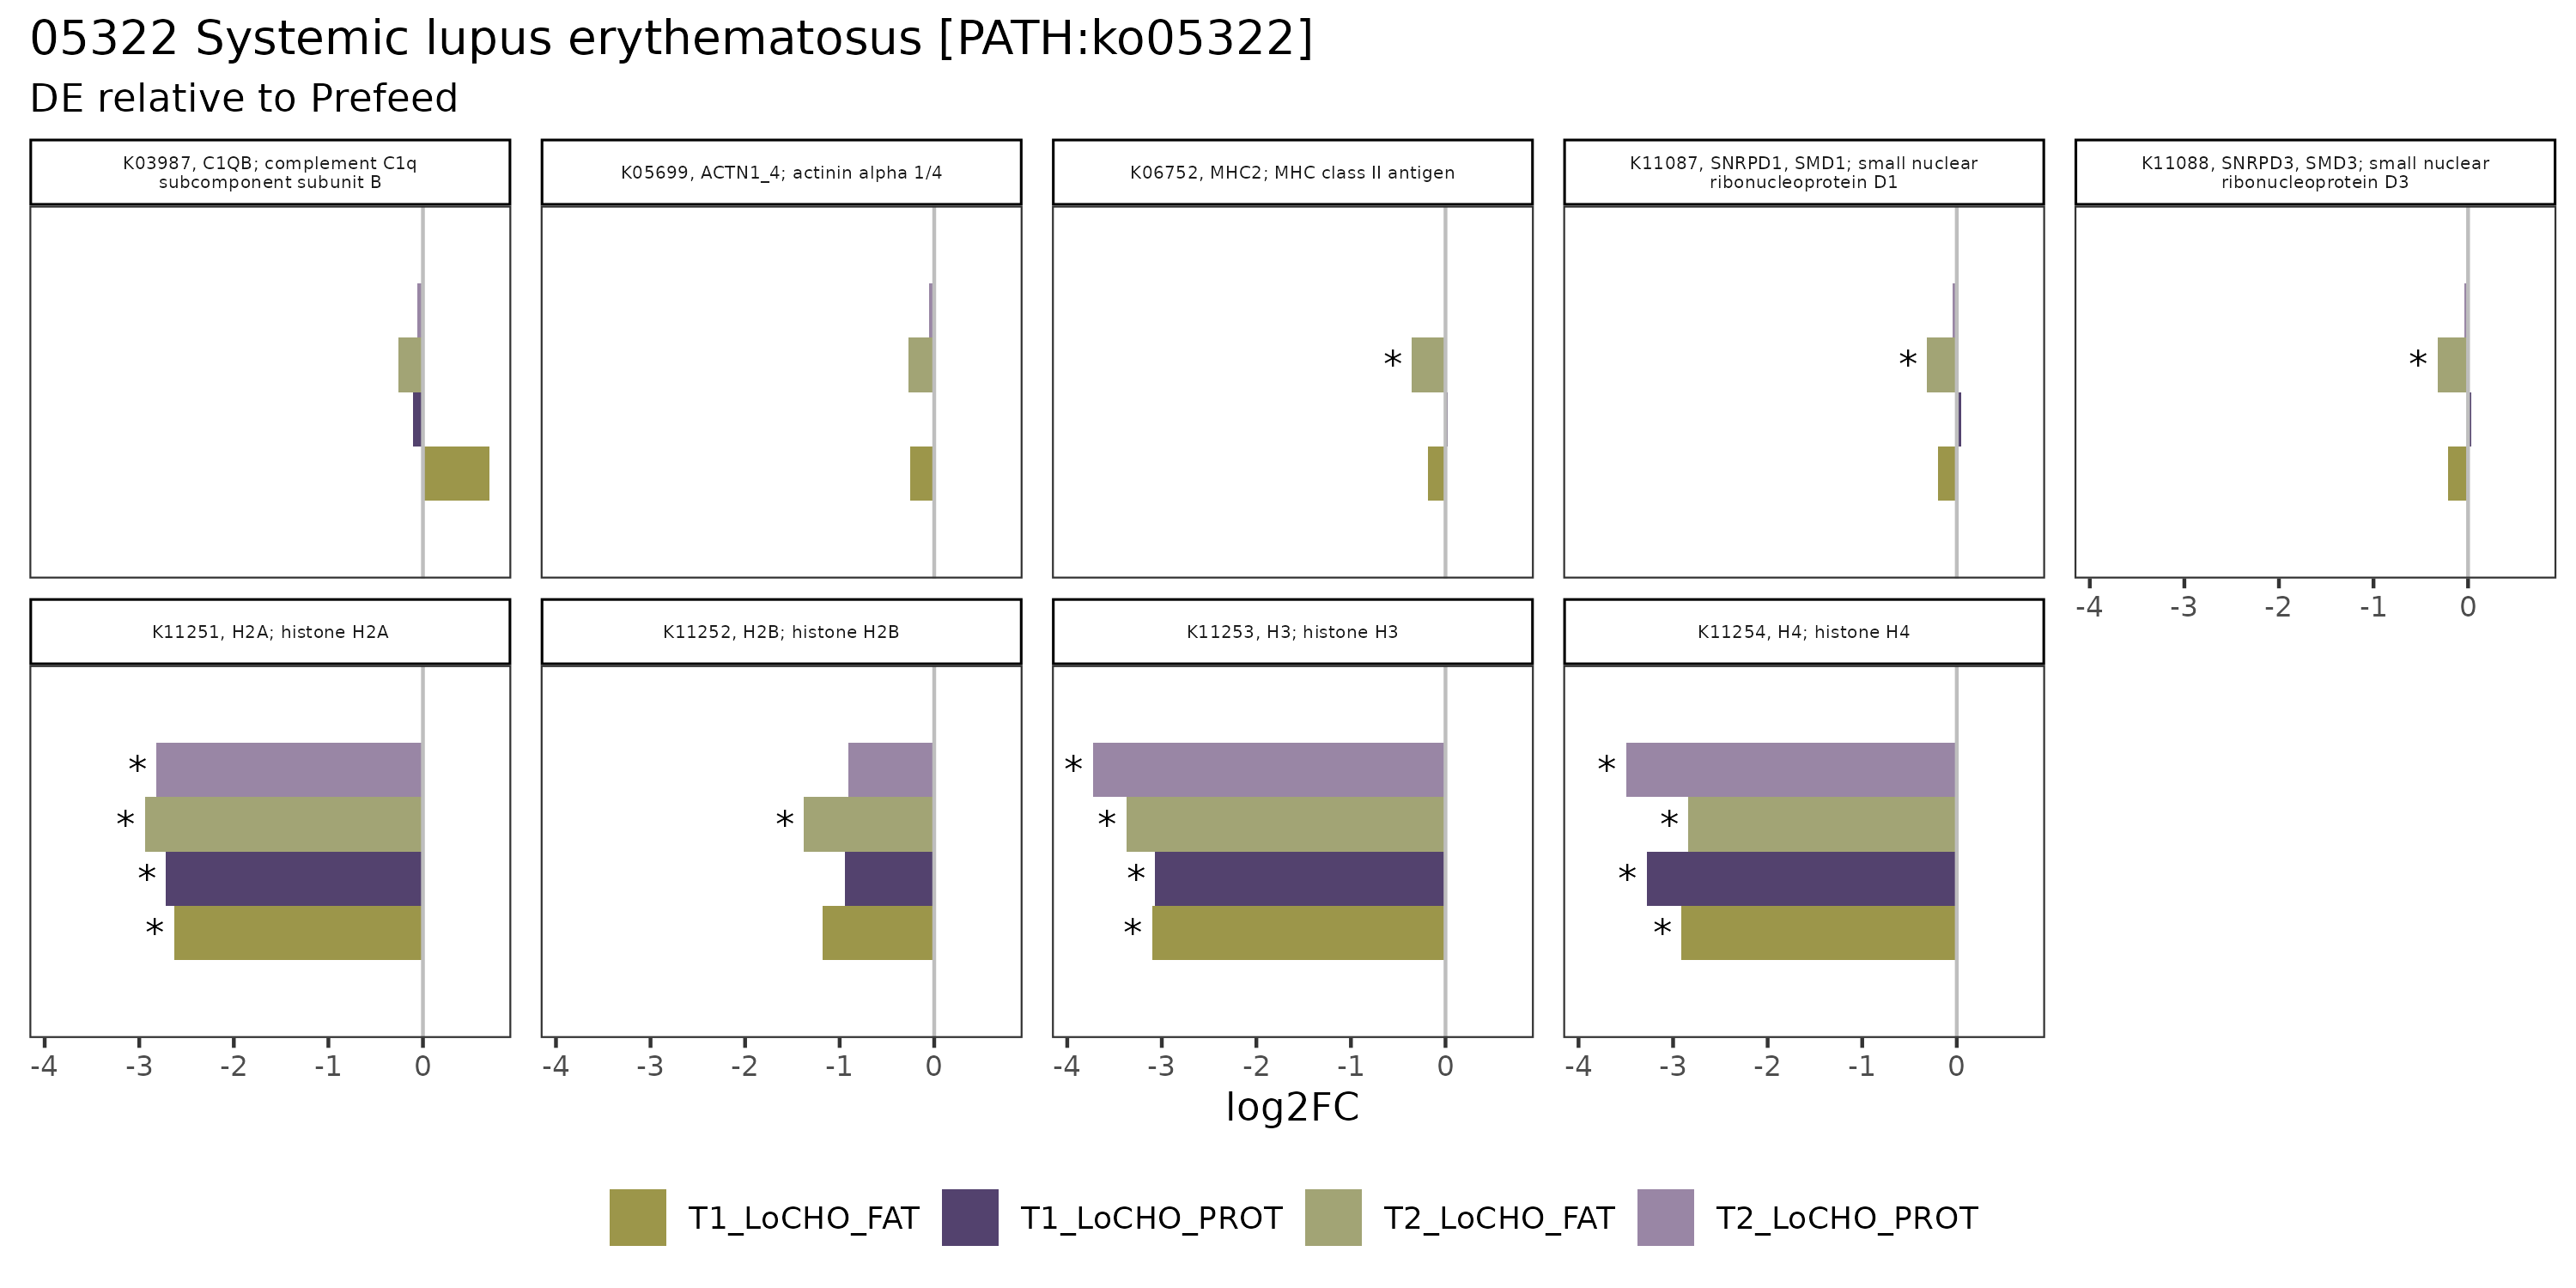 05322 Systemic lupus erythematosus [PATH:ko05322]
DE relative to Prefeed
K03987, C1QB; complement C1q
subcomponent subunit B
K05699, ACTN1_4; actinin alpha 1/4
K06752, MHC2; MHC class II antigen
K11087, SNRPD1, SMD1; small nuclear
ribonucleoprotein D1
K11088, SNRPD3, SMD3; small nuclear
ribonucleoprotein D3
*
*
*
-4 -3 -2 -1 0
K11251, H2A; histone H2A
K11252, H2B; histone H2B
K11253, H3; histone H3
K11254, H4; histone H4
* * *
* * * *
* * *
* * *
-4 -3 -2 -1 0
-4 -3 -2 -1 0
-4 -3 -2 -1 0
-4 -3 -2 -1 0
log2FC
T1_LoCHO_FAT
T1_LoCHO_PROT
T2_LoCHO_FAT
T2_LoCHO_PROT